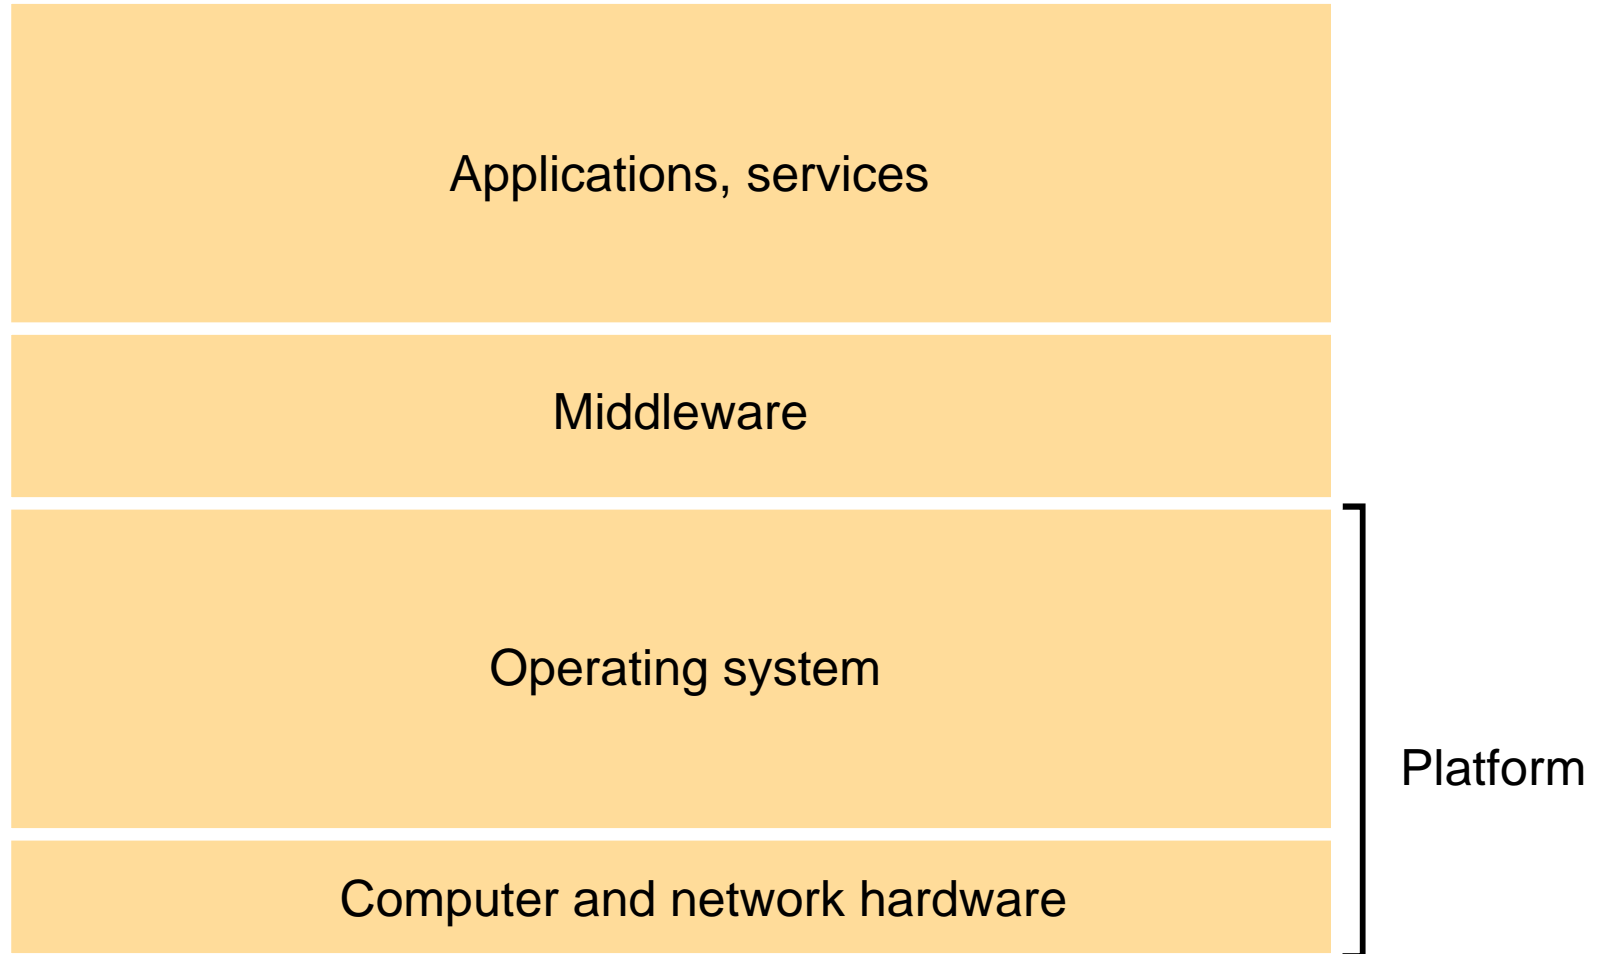 Applications, services
Middleware
Operating system
Platform
Computer and network hardware